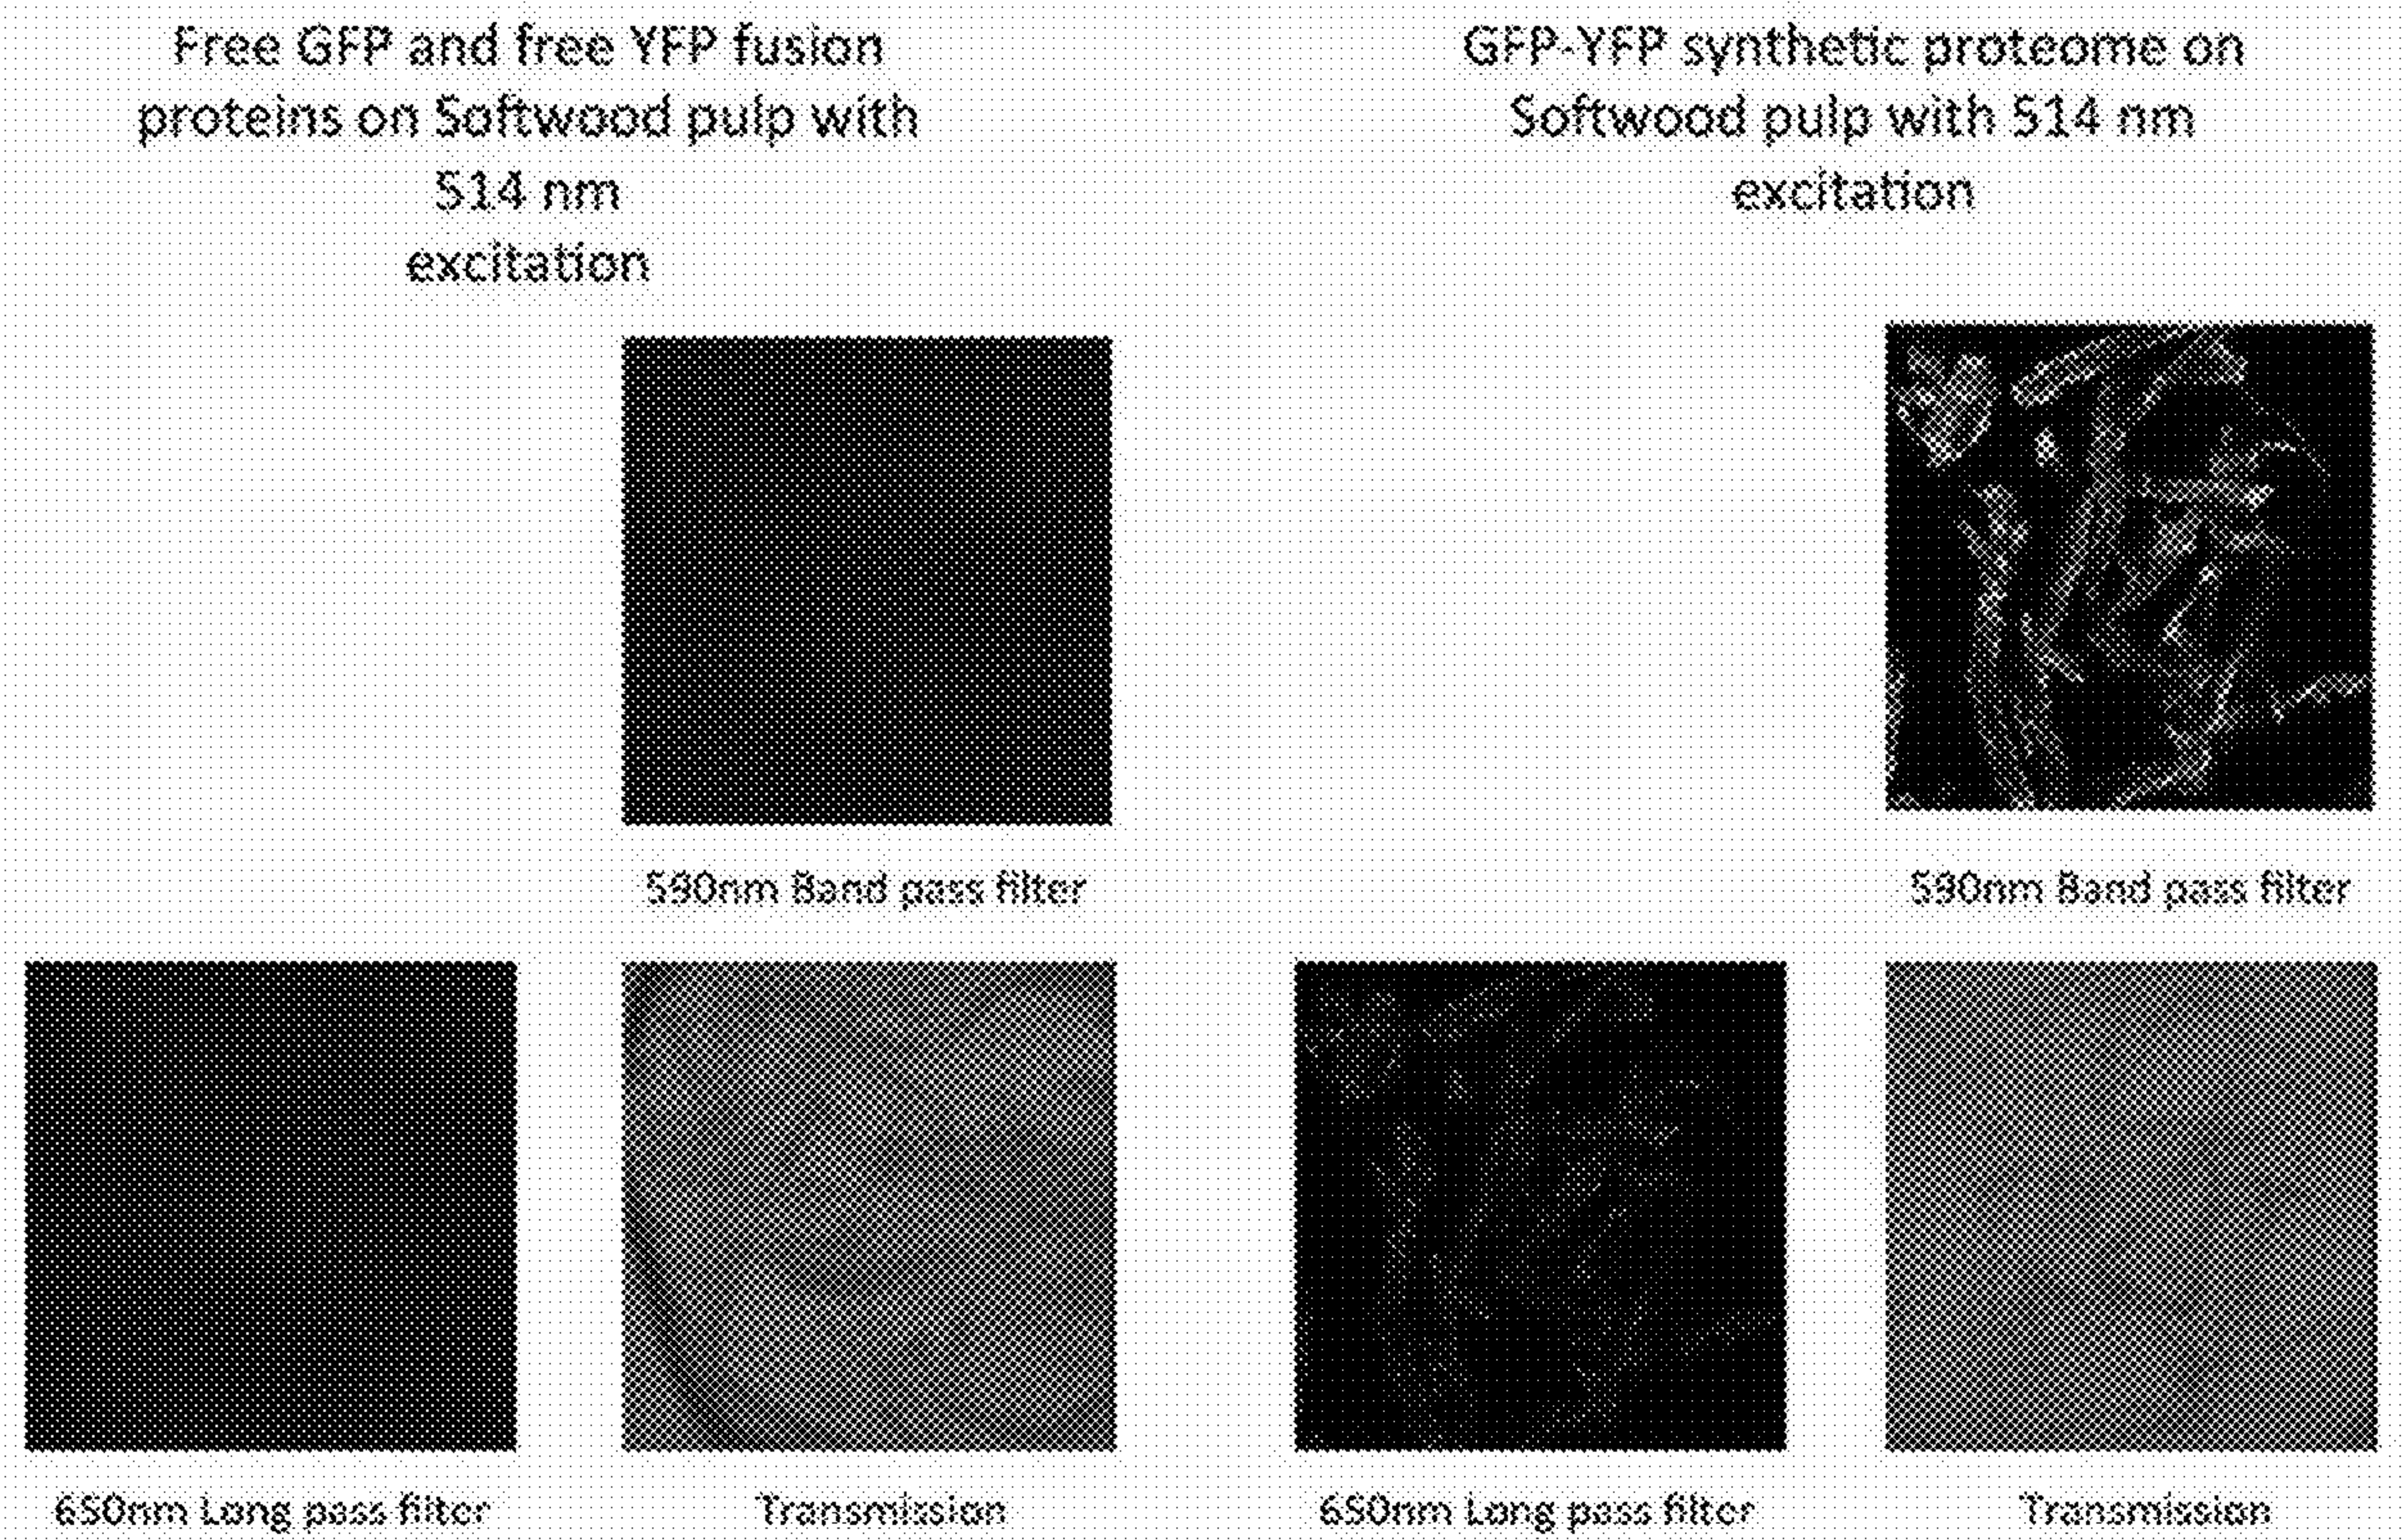 Free GFP and free YFP fusion
proteins on Softwood pulp with
514 nm
excitation
GFP-YFP synthetic proteome on
Softwood pulp with 514 nm
excitation
590nm Band pass filter
590nm Band pass filter
650nm Long pass filter
Transmission
650nm Long pass filter
Transmission